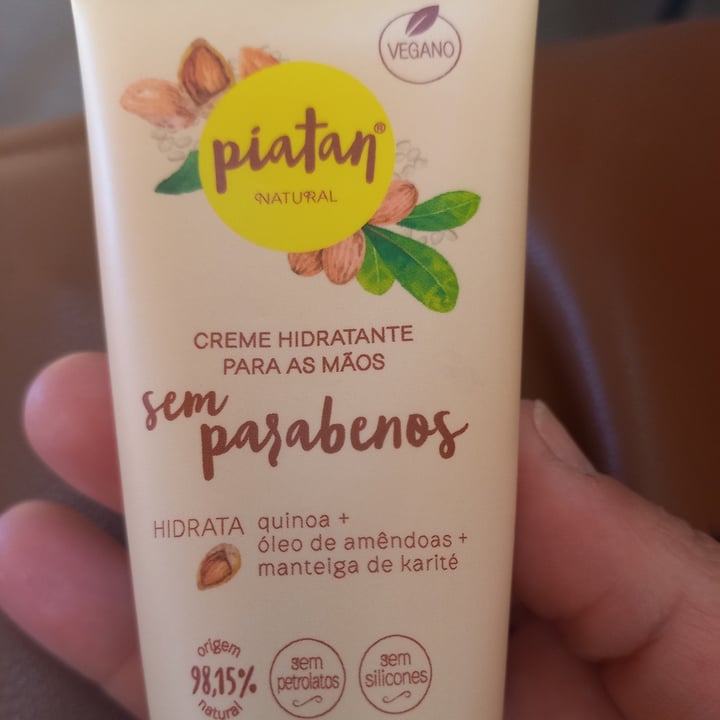 VEGANO
piatan®
NATURAL
CREME HIDRATANTE
PARA AS MÃOS
sem
parabenos
HIDRATA
quinoa +
óleo de amêndoas +
manteiga de karité
origem
98,15%
natural
sem
petrolatos
sem
silicones